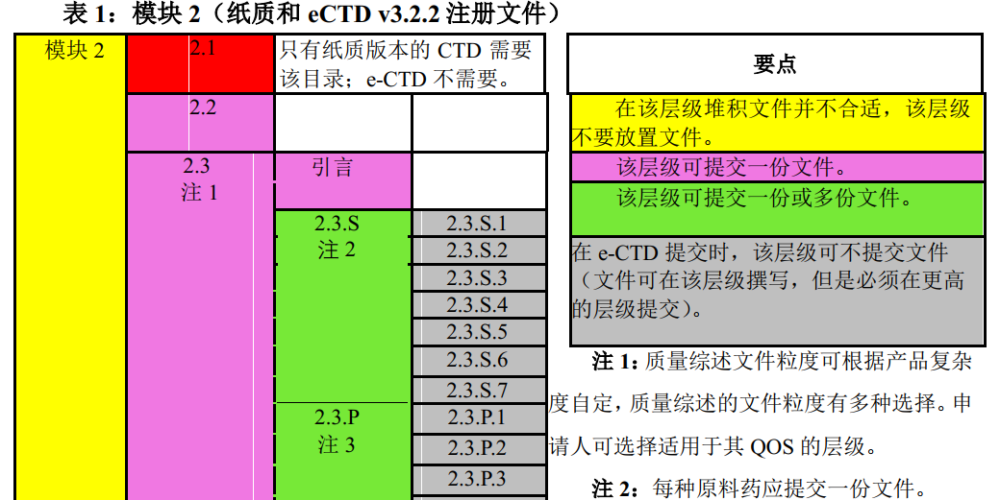 表 1：模块 2（纸质和 eCTD v3.2.2 注册文件）
模块 2
2.1
只有纸质版本的 CTD 需要
该目录；e-CTD 不需要。
2.2
2.3
注 1
引言
2.3.S
注 2
2.3.S.1
2.3.S.2
2.3.S.3
2.3.S.4
2.3.S.5
2.3.S.6
2.3.S.7
2.3.P
注 3
2.3.P.1
2.3.P.2
2.3.P.3
要点
在该层级堆积文件并不合适，该层级
不要放置文件。
该层级可提交一份文件。
该层级可提交一份或多份文件。
在 e-CTD 提交时，该层级可不提交文件
（文件可在该层级撰写，但是必须在更高
的层级提交）。
注 1：质量综述文件粒度可根据产品复杂
度自定，质量综述的文件粒度有多种选择。申
请人可选择适用于其 QOS 的层级。
注 2：每种原料药应提交一份文件。